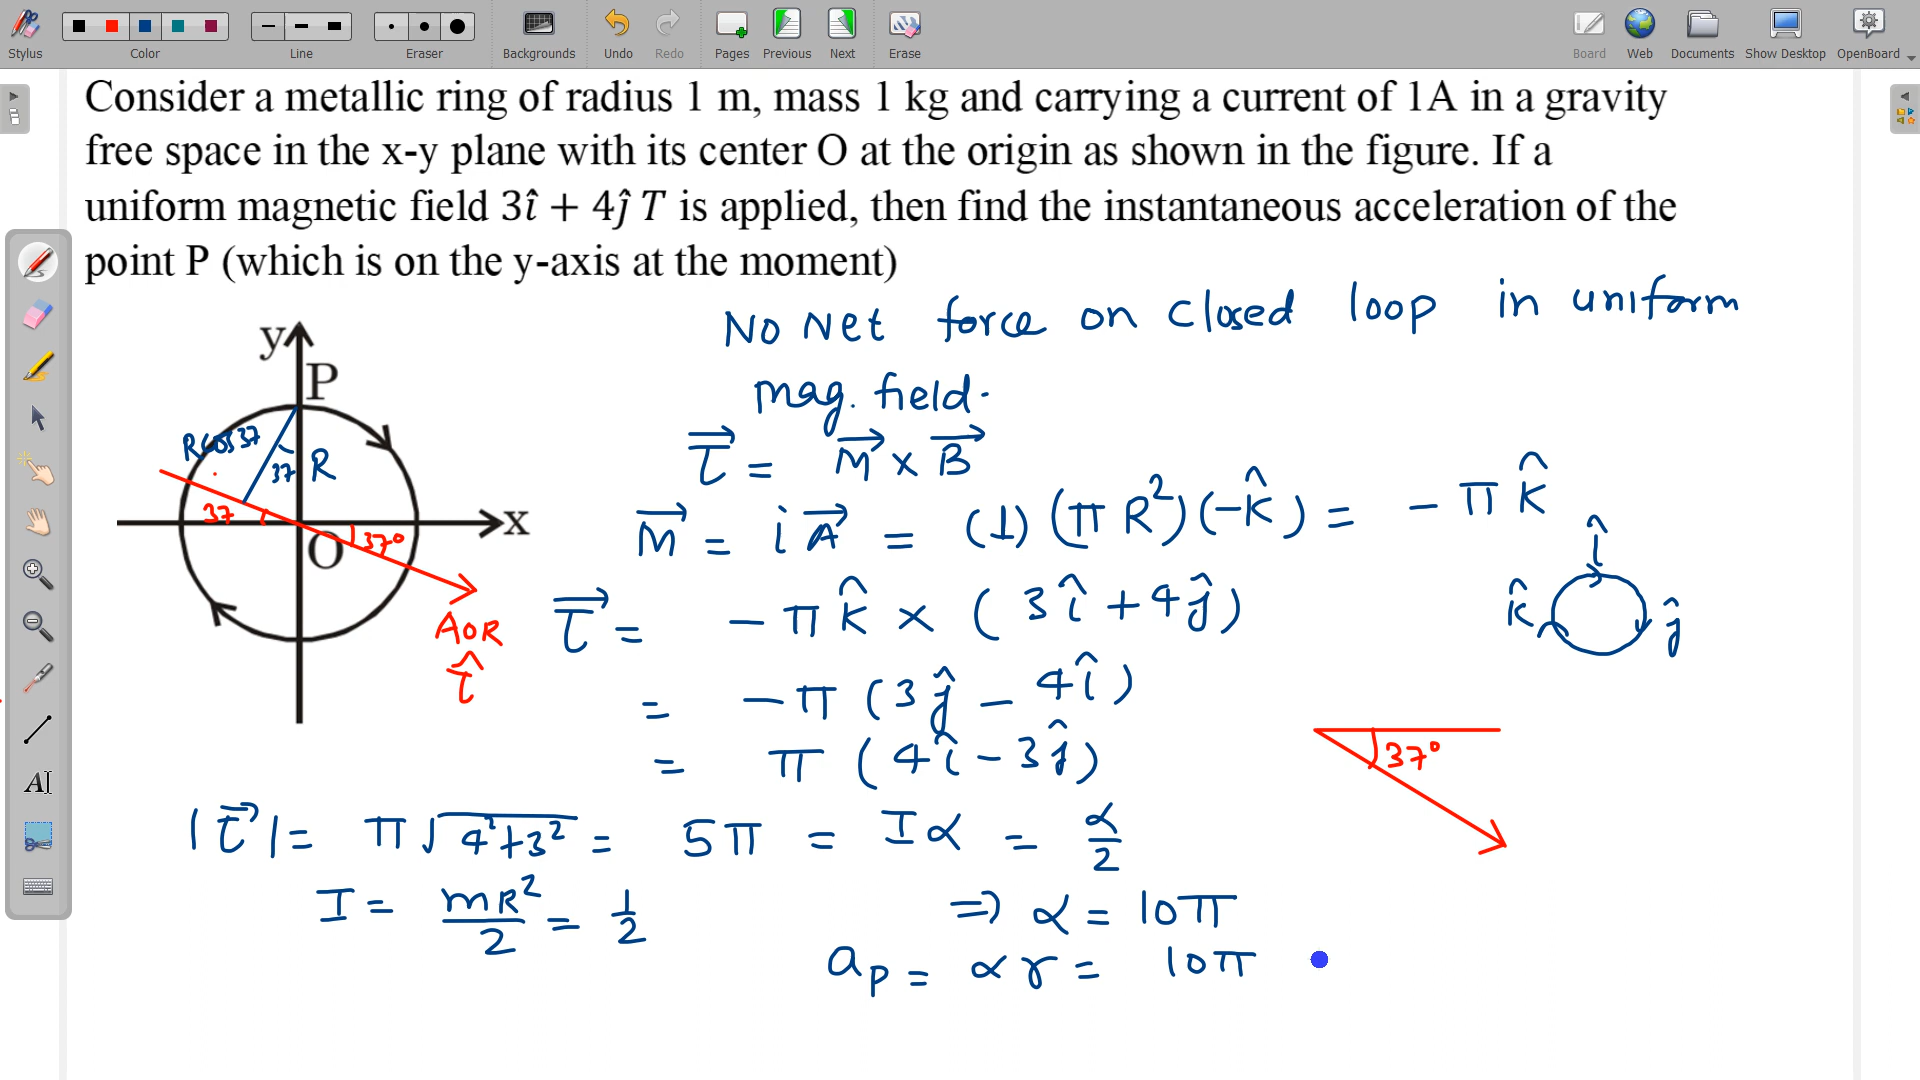 Stylus Color Line Eraser Backgrounds Undo Redo Pages Previous Next Erase Board Web Documents Show Desktop OpenBoard
Consider a metallic ring of radius 1 m, mass 1 kg and carrying a current of 1A in a gravity
free space in the x-y plane with its center O at the origin as shown in the figure. If a
uniform magnetic field 3î + 4ĵ T is applied, then find the instantaneous acceleration of the
point P (which is on the y-axis at the moment)
No Net force on closed loop in uniform
mag. field.
y
P
Rcos37
37
R
37
O
37°
x
AOR
τ̂
τ⃗ = M⃗ × B⃗
M⃗ = i A⃗ = (1) (π R²) (-k̂) = - π k̂
τ⃗ = - π k̂ × (3î + 4ĵ)
î
k̂
ĵ
= - π (3ĵ - 4î)
= π (4î - 3ĵ)
37°
|τ⃗| = π √4²+3² = 5π = Iα = α/2
I = mR²/2 = 1/2
⇒ α = 10π
aₚ = α r = 10π
AI